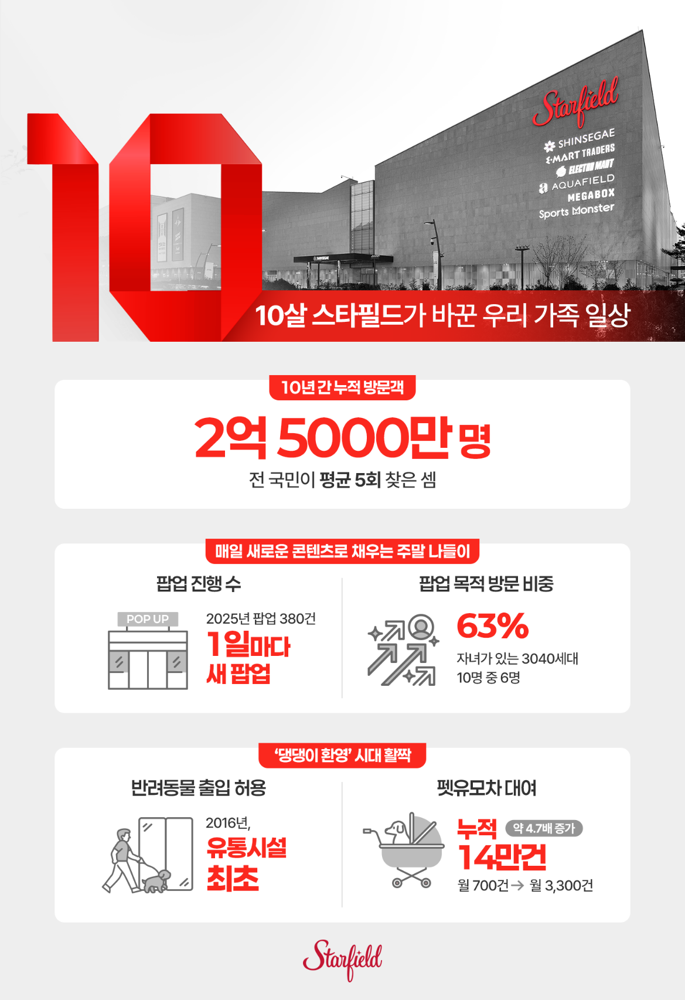 10
Starfield
SHINSEGAE
E·MART TRADERS
ELECTRO MART
a AQUAFIELD
MEGABOX
Sports Monster
SHINSEGAE
10살 스타필드가 바꾼 우리 가족 일상
10년 간 누적 방문객
2억 5000만 명
전 국민이 평균 5회 찾은 셈
매일 새로운 콘텐츠로 채우는 주말 나들이
팝업 진행 수
POP UP
2025년 팝업 380건
1일마다
새 팝업
팝업 목적 방문 비중
63%
자녀가 있는 3040세대
10명 중 6명
‘댕댕이 환영’ 시대 활짝
반려동물 출입 허용
2016년,
유통시설
최초
펫유모차 대여
누적 약 4.7배 증가
14만건
월 700건 → 월 3,300건
Starfield